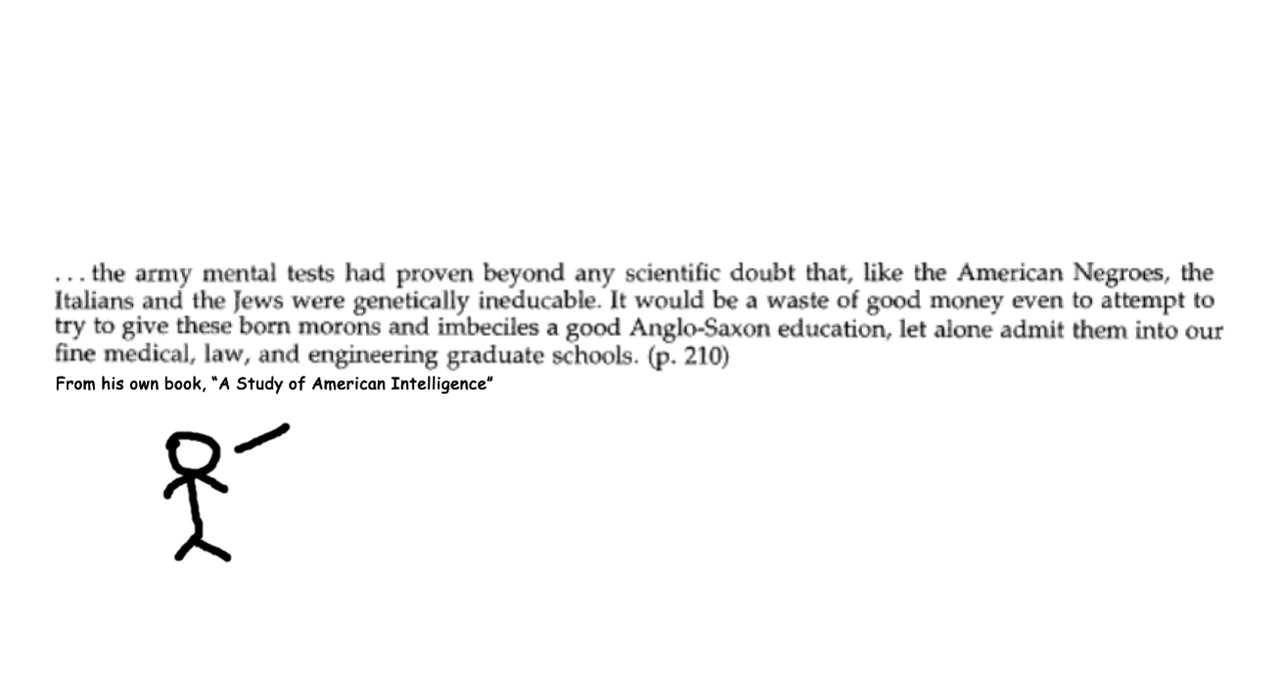 ...the army mental tests had proven beyond any scientific doubt that, like the American Negroes, the
Italians and the Jews were genetically ineducable. It would be a waste of good money even to attempt to
try to give these born morons and imbeciles a good Anglo-Saxon education, let alone admit them into our
fine medical, law, and engineering graduate schools. (p. 210)
From his own book, "A Study of American Intelligence"